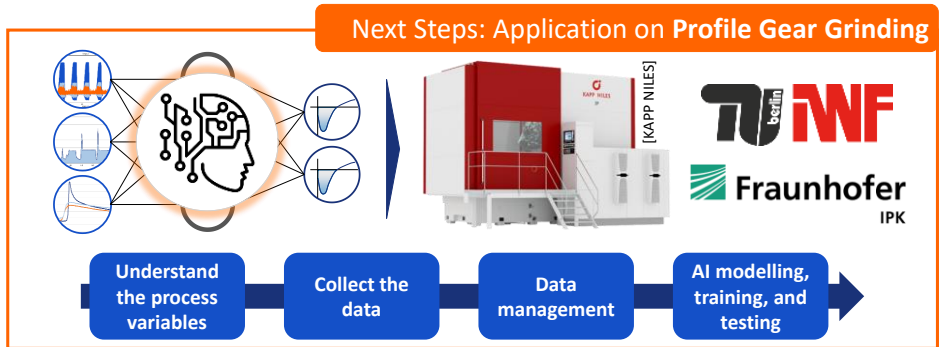 Next Steps: Application on Profile Gear Grinding
KAPP NILES
[KAPP NILES]
TU
berlin
IWF
Fraunhofer
IPK
Understand
the process
variables
Collect the
data
Data
management
AI modelling,
training, and
testing